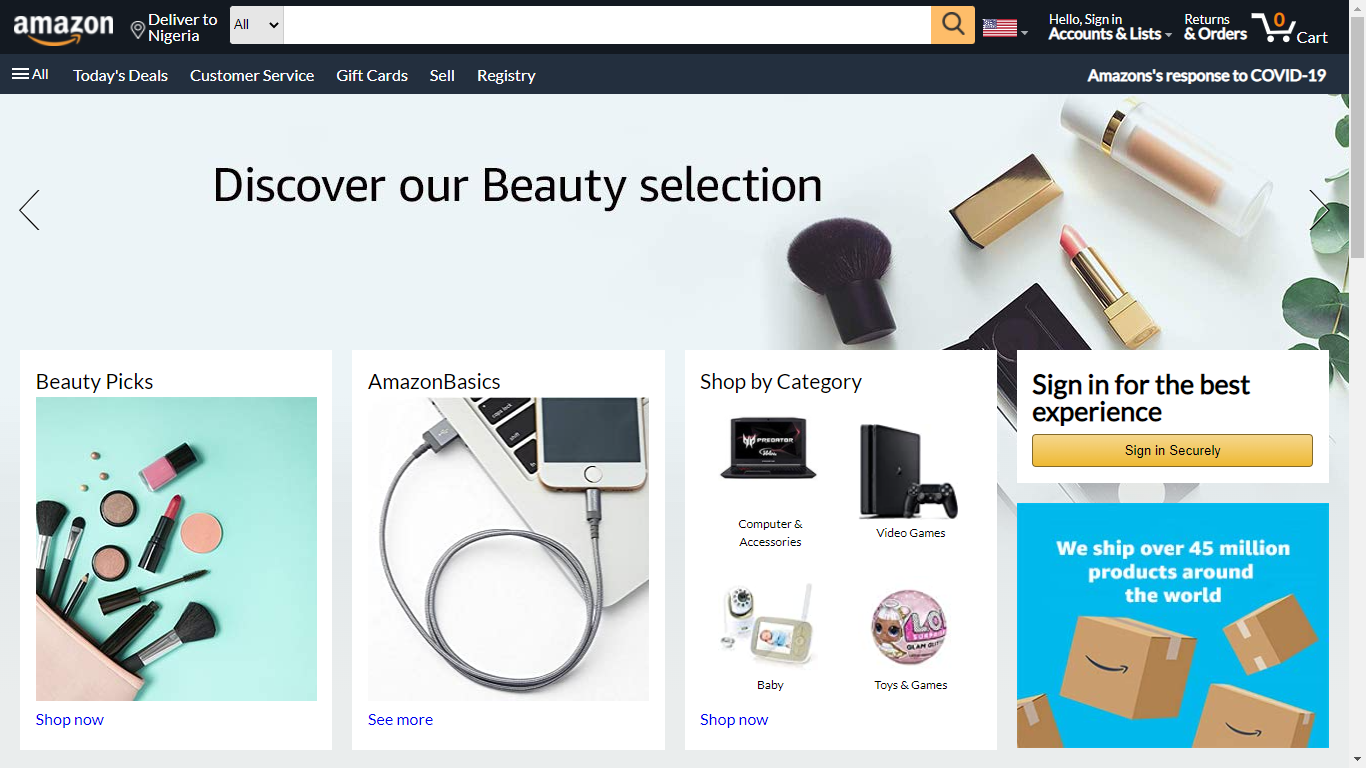 amazon
Deliver to
Nigeria
All
Hello, Sign in
Accounts & Lists
Returns
& Orders
0
Cart
All
Today's Deals
Customer Service
Gift Cards
Sell
Registry
Amazons's response to COVID-19
Discover our Beauty selection
Beauty Picks
Shop now
AmazonBasics
caps lock
shift
See more
Shop by Category
PREDATOR
Computer &
Accessories
Video Games
Baby
L.O.L
SURPRISE
GLAM GLITTER
Toys & Games
Shop now
Sign in for the best
experience
Sign in Securely
We ship over 45 million
products around
the world